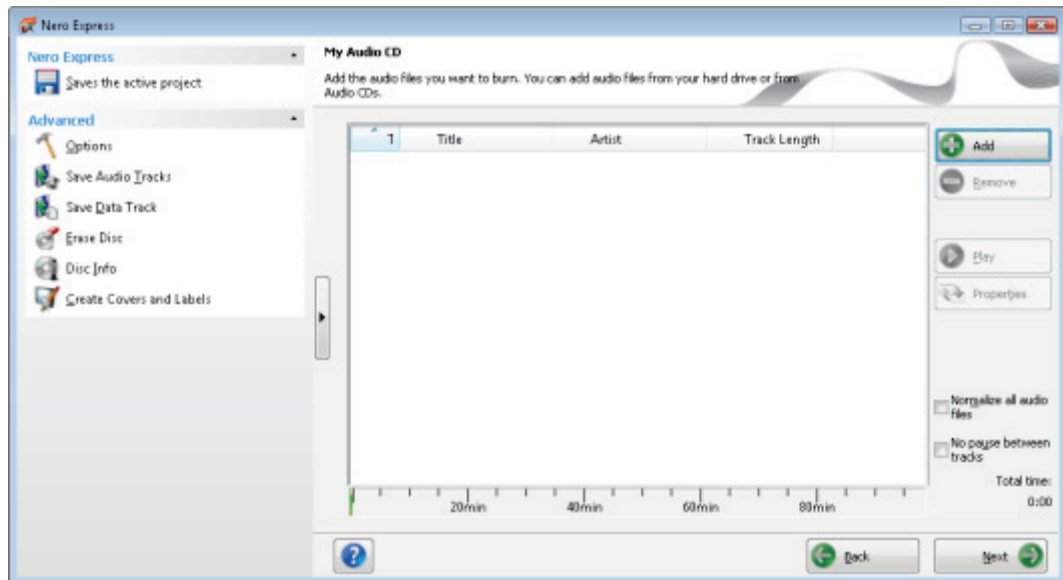 Nero Express
Nero Express
Saves the active project
Advanced
Options
Save Audio Tracks
Save Data Track
Erase Disc
Disc Info
Create Covers and Labels
My Audio CD
Add the audio files you want to burn. You can add audio files from your hard drive or from
Audio CDs.
T Title Artist Track Length
Add
Remove
Play
Properties
Normalize all audio
files
No pause between
tracks
Total time:
0:00
20min 40min 60min 80min
Back Next